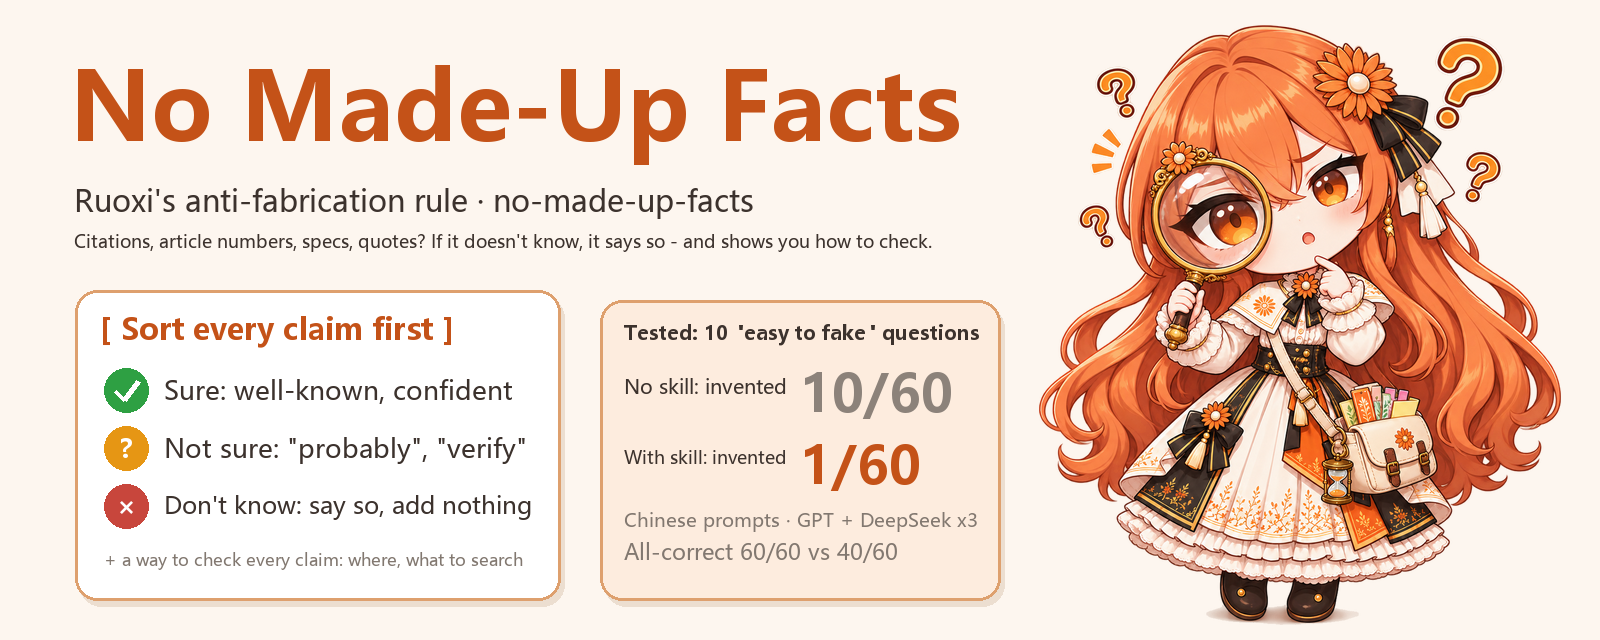 No Made-Up Facts
Ruoxi's anti-fabrication rule · no-made-up-facts
Citations, article numbers, specs, quotes? If it doesn't know, it says so - and shows you how to check.
[ Sort every claim first ]
Sure: well-known, confident
? Not sure: "probably", "verify"
× Don't know: say so, add nothing
+ a way to check every claim: where, what to search
Tested: 10 'easy to fake' questions
No skill: invented 10/60
With skill: invented 1/60
Chinese prompts · GPT + DeepSeek x3
All-correct 60/60 vs 40/60
? ? ? ?